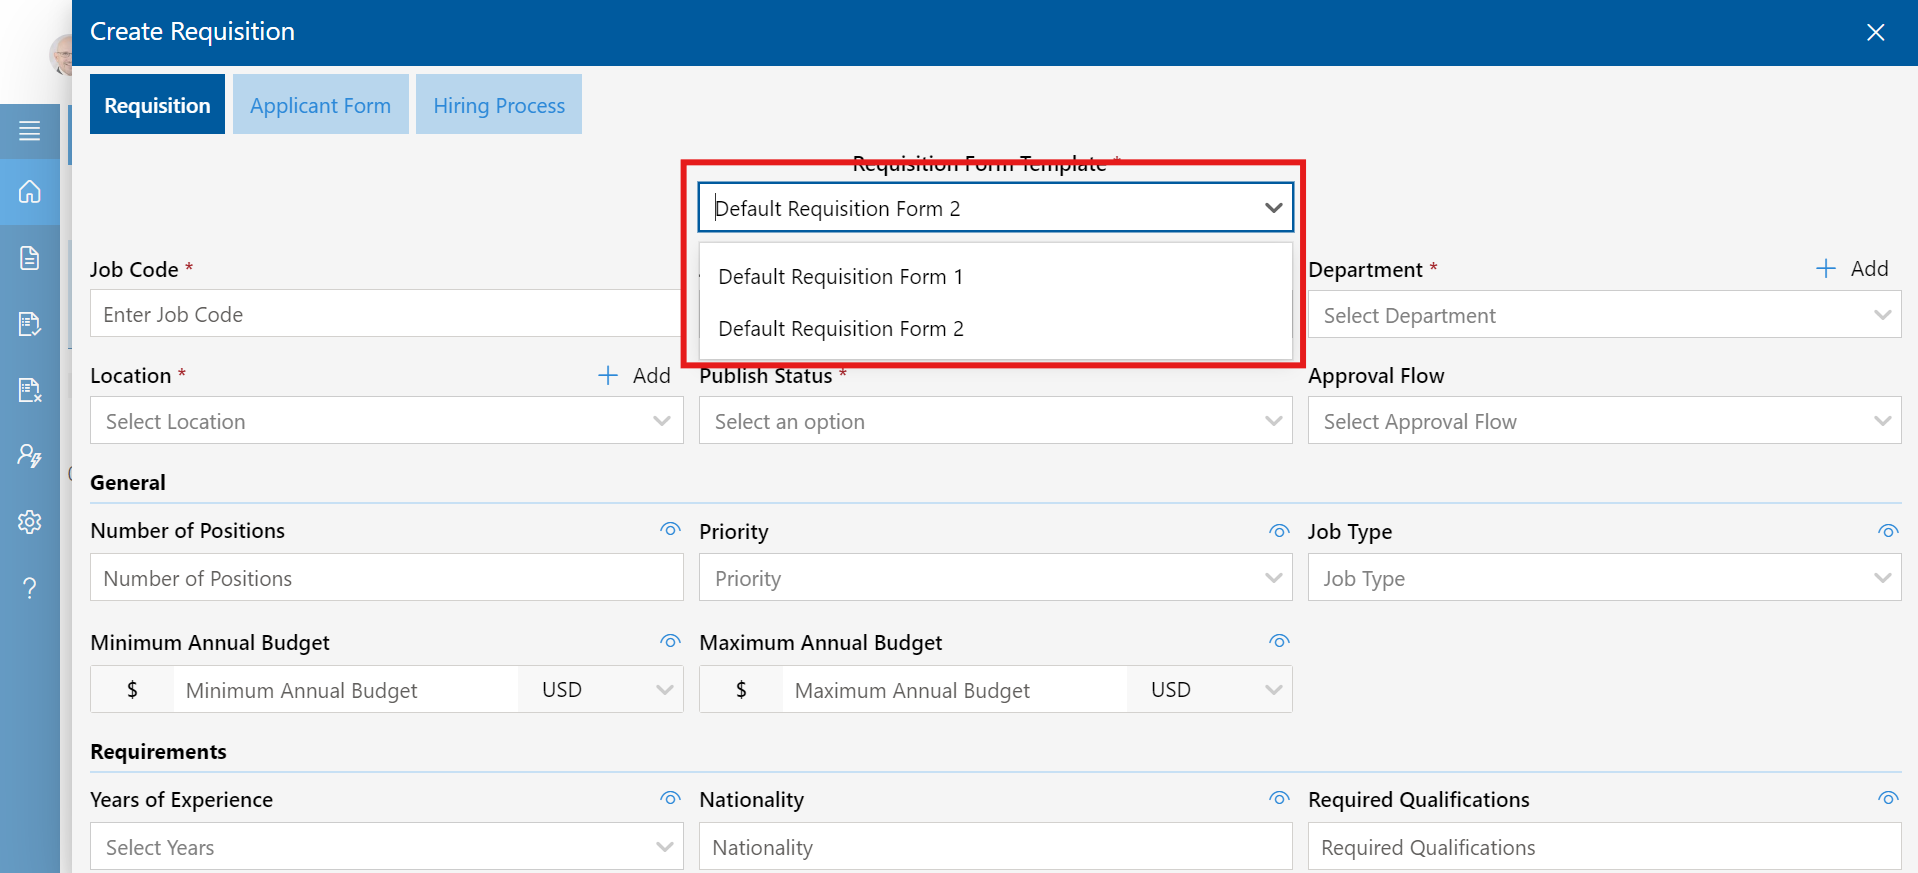 Create Requisition
Requisition
Applicant Form
Hiring Process
Requisition Form Template *
Default Requisition Form 2
Default Requisition Form 1
Default Requisition Form 2
Job Code *
Enter Job Code
Department *
Add
Select Department
Location *
Add
Select Location
Publish Status *
Select an option
Approval Flow
Select Approval Flow
General
Number of Positions
Number of Positions
Priority
Priority
Job Type
Job Type
Minimum Annual Budget
$ Minimum Annual Budget USD
Maximum Annual Budget
$ Maximum Annual Budget USD
Requirements
Years of Experience
Select Years
Nationality
Nationality
Required Qualifications
Required Qualifications